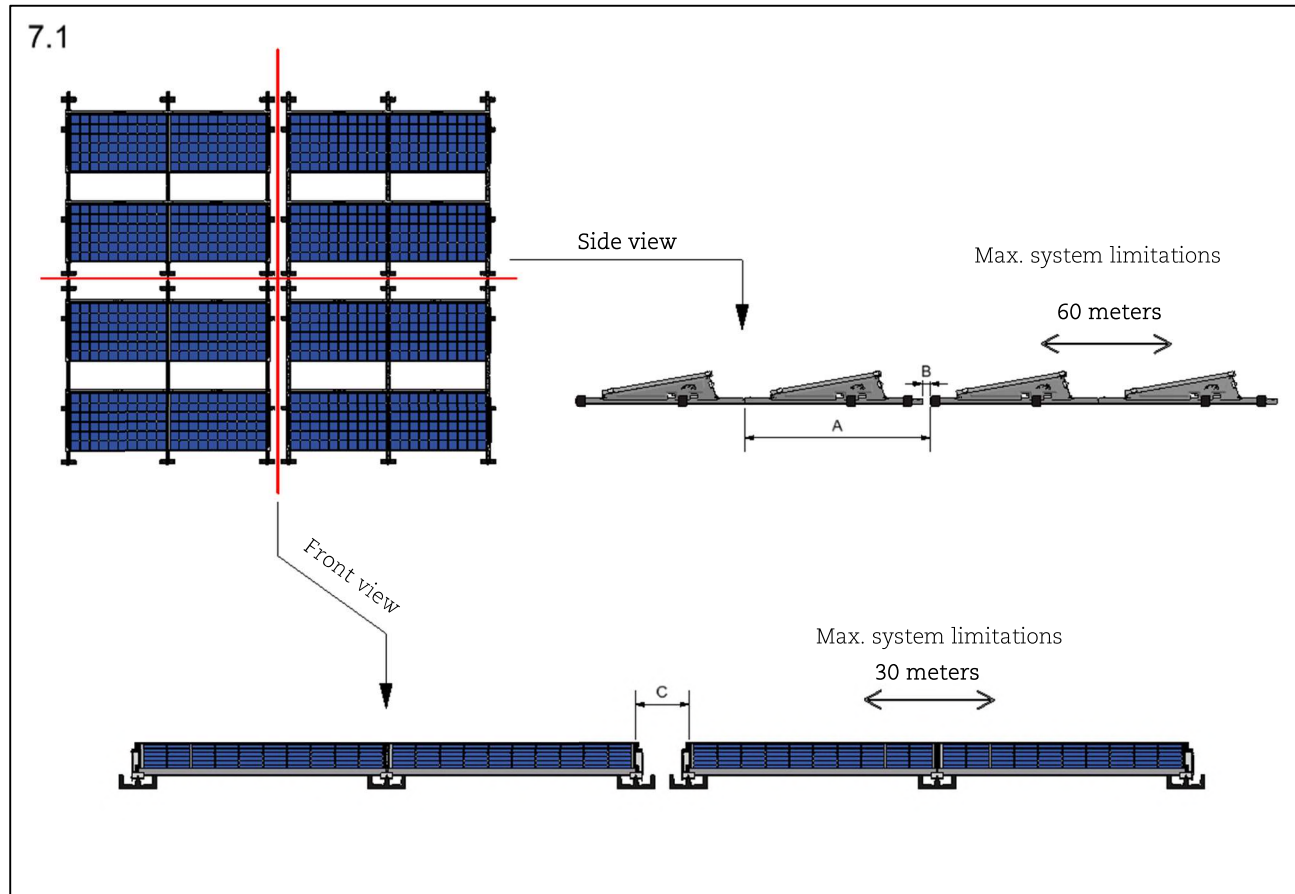 7.1
Side view
Max. system limitations
60 meters
B
A
Front view
Max. system limitations
30 meters
C